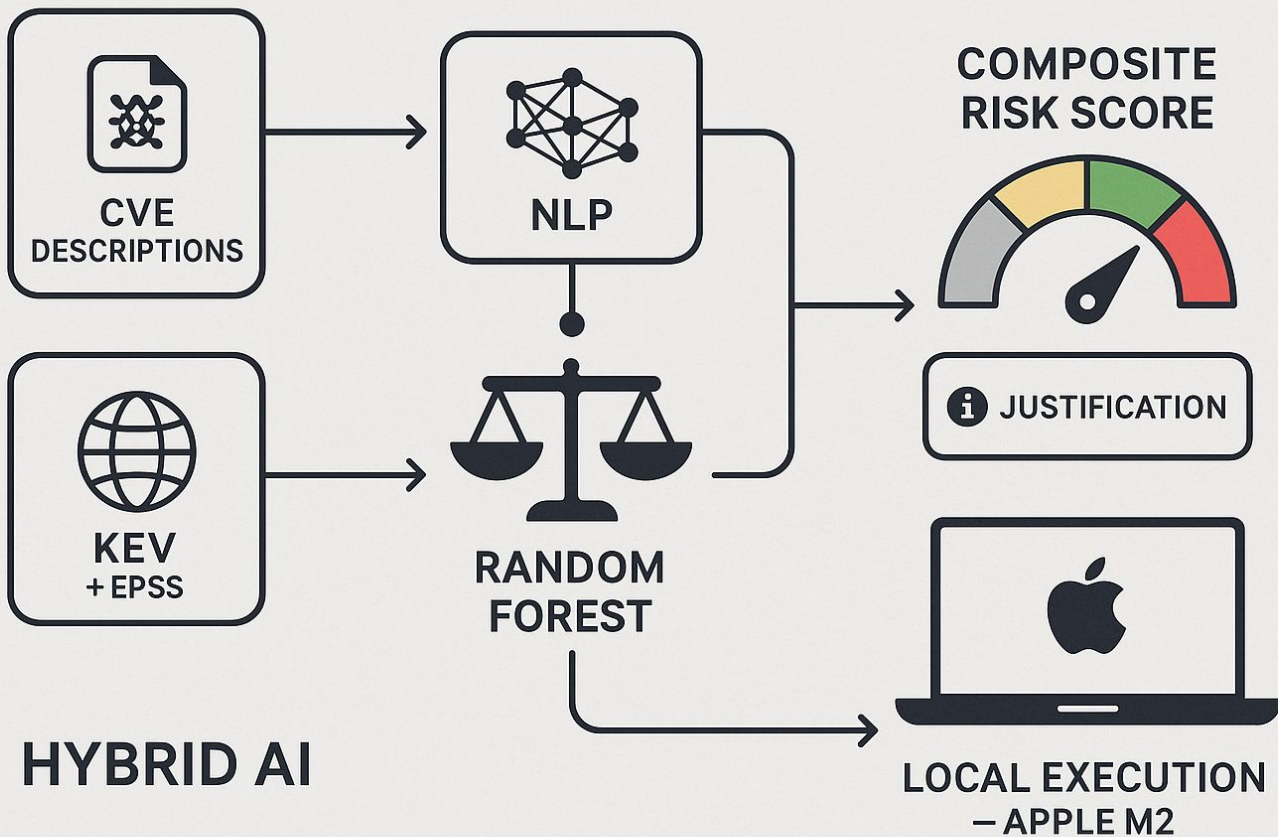 CVE
DESCRIPTIONS
NLP
COMPOSITE
RISK SCORE
KEV
+ EPSS
RANDOM
FOREST
i JUSTIFICATION
HYBRID AI
LOCAL EXECUTION
– APPLE M2